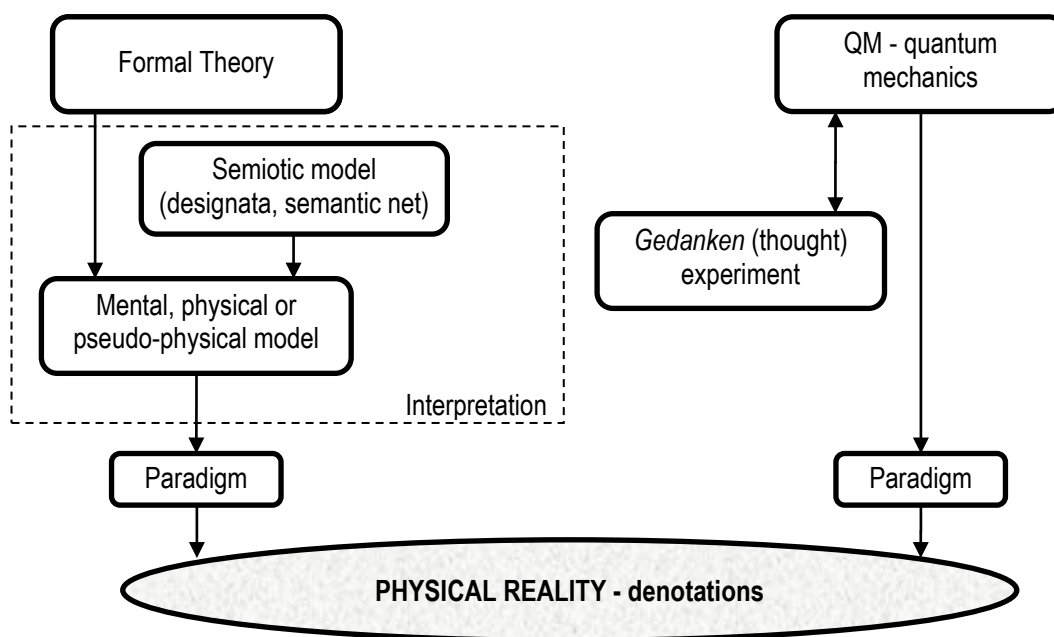 Formal Theory
QM - quantum
mechanics
Semiotic model
(designata, semantic net)
Gedanken (thought)
experiment
Mental, physical or
pseudo-physical model
Interpretation
Paradigm
Paradigm
PHYSICAL REALITY - denotations